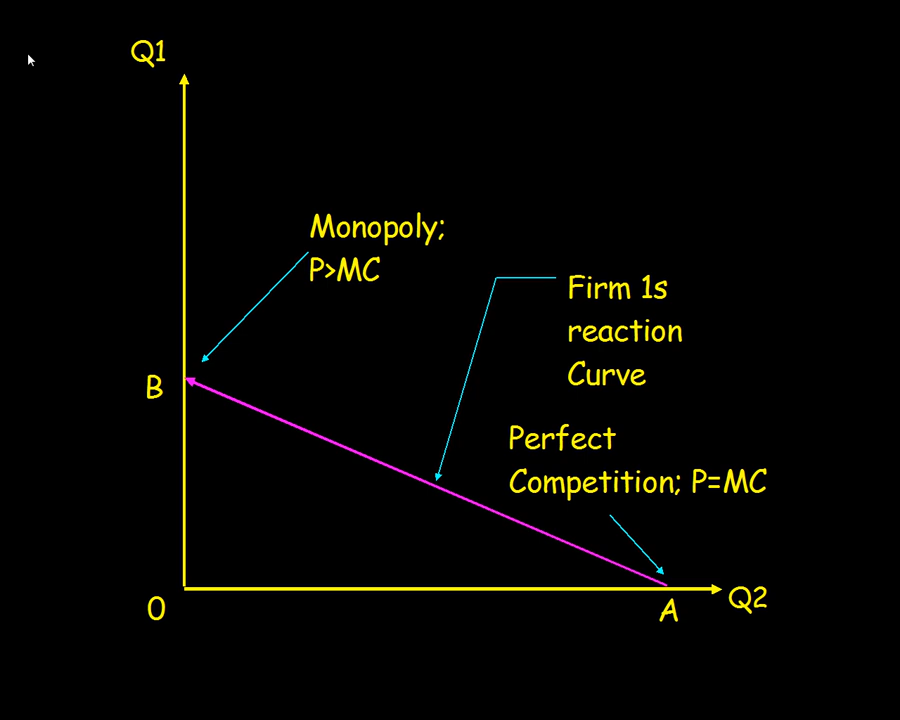 Q1
Monopoly;
P>MC
Firm 1s
reaction
Curve
B
Perfect
Competition; P=MC
0
A
Q2